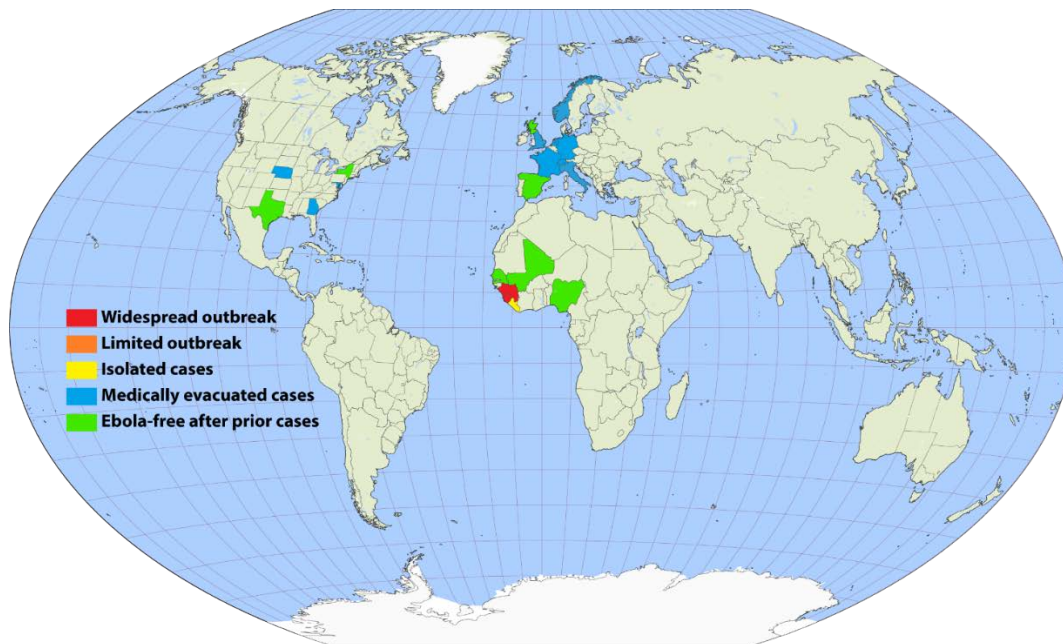 Widespread outbreak
Limited outbreak
Isolated cases
Medically evacuated cases
Ebola-free after prior cases